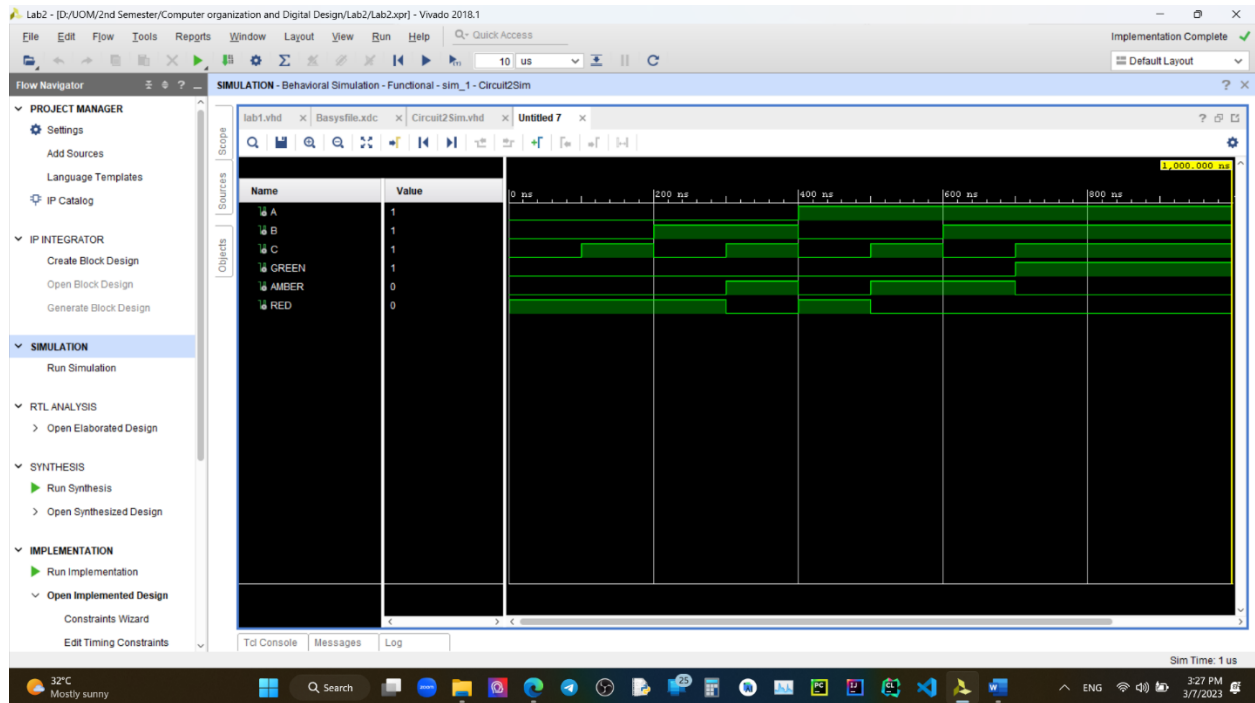 Lab2 - [D:/UOM/2nd Semester/Computer organization and Digital Design/Lab2/Lab2.xpr] - Vivado 2018.1
File Edit Flow Tools Reports Window Layout View Run Help Q- Quick Access
Implementation Complete
10 us
Default Layout
Flow Navigator
SIMULATION - Behavioral Simulation - Functional - sim_1 - Circuit2Sim
PROJECT MANAGER
Settings
Add Sources
Language Templates
IP Catalog
IP INTEGRATOR
Create Block Design
Open Block Design
Generate Block Design
SIMULATION
Run Simulation
RTL ANALYSIS
Open Elaborated Design
SYNTHESIS
Run Synthesis
Open Synthesized Design
IMPLEMENTATION
Run Implementation
Open Implemented Design
Constraints Wizard
Edit Timing Constraints
Scope
Sources
Objects
lab1.vhd Basysfile.xdc Circuit2Sim.vhd Untitled 7
1,000.000 ns
Name Value 0 ns 200 ns 400 ns 600 ns 800 ns
A 1
B 1
C 1
GREEN 1
AMBER 0
RED 0
Tcl Console Messages Log
Sim Time: 1 us
32°C
Mostly sunny
Search
zoom
25
PC
IJ
CL
W
ENG
3:27 PM
3/7/2023